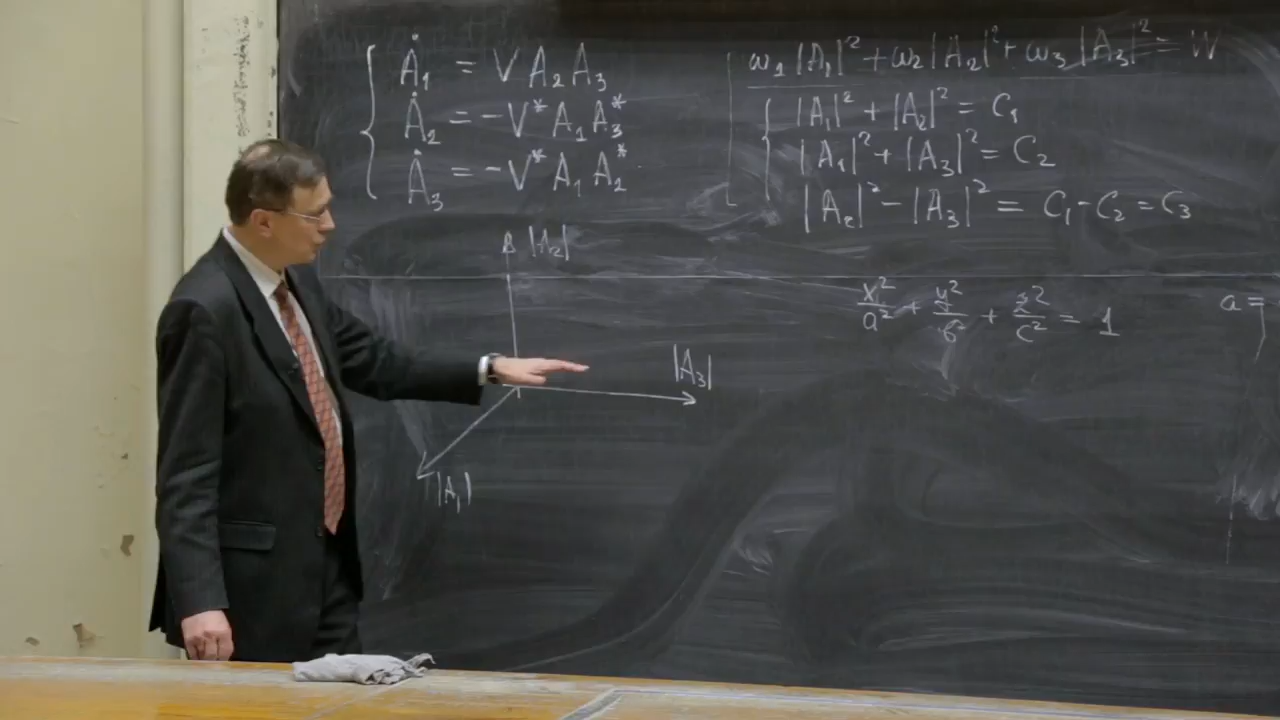 Ȧ₁ = V A₂ A₃
Ȧ₂ = -V* A₁ A₃*
Ȧ₃ = -V* A₁ A₂*
ω₁ |A₁|² + ω₂ |A₂|² + ω₃ |A₃|² = W
|A₁|² + |A₂|² = C₁
|A₁|² + |A₃|² = C₂
|A₂|² - |A₃|² = C₁ - C₂ = C₃
|A₂|
|A₃|
|A₁|
x²/a² + y²/b² + z²/c² = 1
a =